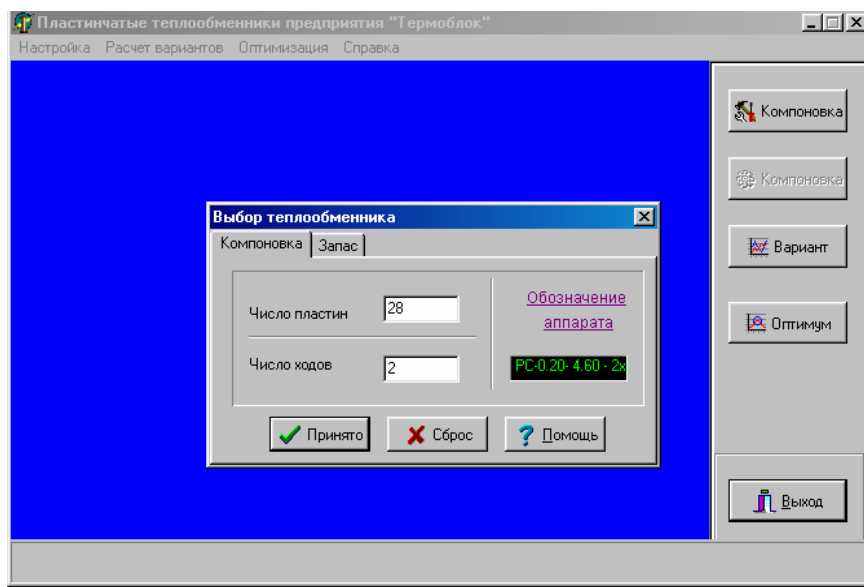 Пластинчатые теплообменники предприятия "Термоблок"
Настройка Расчет вариантов Оптимизация Справка
Компоновка
Компоновка
Вариант
Оптимум
Выход
Выбор теплообменника
Компоновка Запас
Число пластин 28
Число ходов 2
Обозначение
аппарата
РС-0.20- 4.60 - 2x
Принято Сброс Помощь